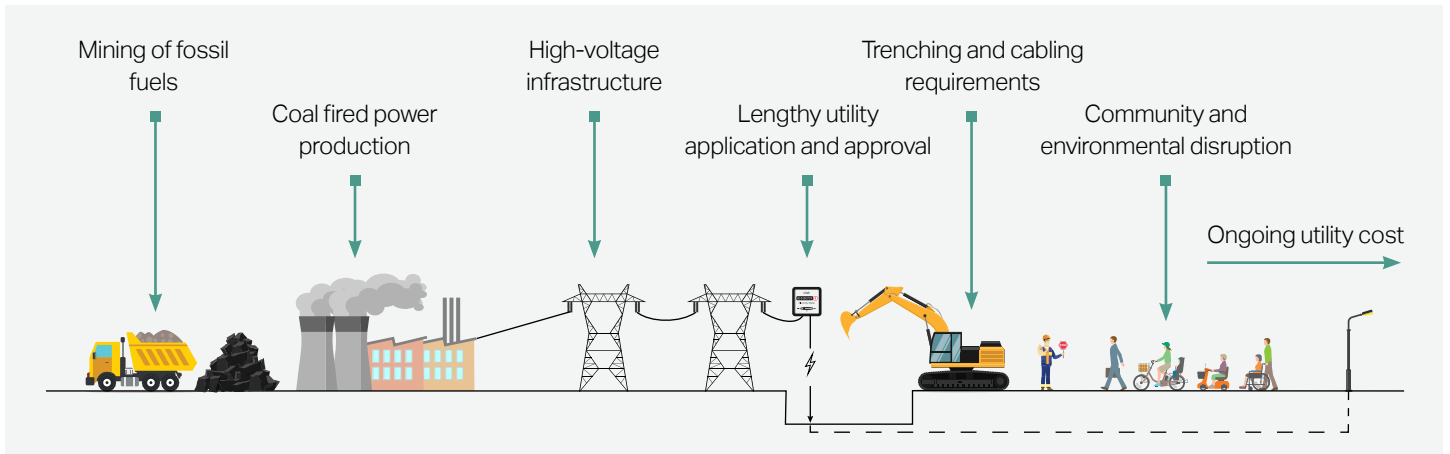 Mining of fossil
fuels
Coal fired power
production
High-voltage
infrastructure
Lengthy utility
application and approval
Trenching and cabling
requirements
Community and
environmental disruption
Ongoing utility cost